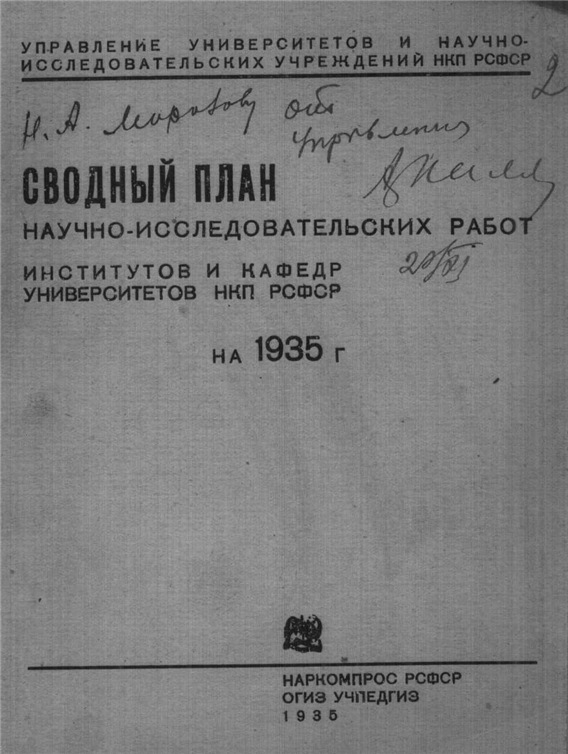 УПРАВЛЕНИЕ УНИВЕРСИТЕТОВ И НАУЧНО-
ИССЛЕДОВАТЕЛЬСКИХ УЧРЕЖДЕНИЙ НКП РСФСР
2
Н. А. Морозову от
Управления
СВОДНЫЙ ПЛАН
НАУЧНО-ИССЛЕДОВАТЕЛЬСКИХ РАБОТ
ИНСТИТУТОВ И КАФЕДР
УНИВЕРСИТЕТОВ НКП РСФСР
НА 1935 Г
НАРКОМПРОС РСФСР
ОГИЗ УЧПЕДГИЗ
1935